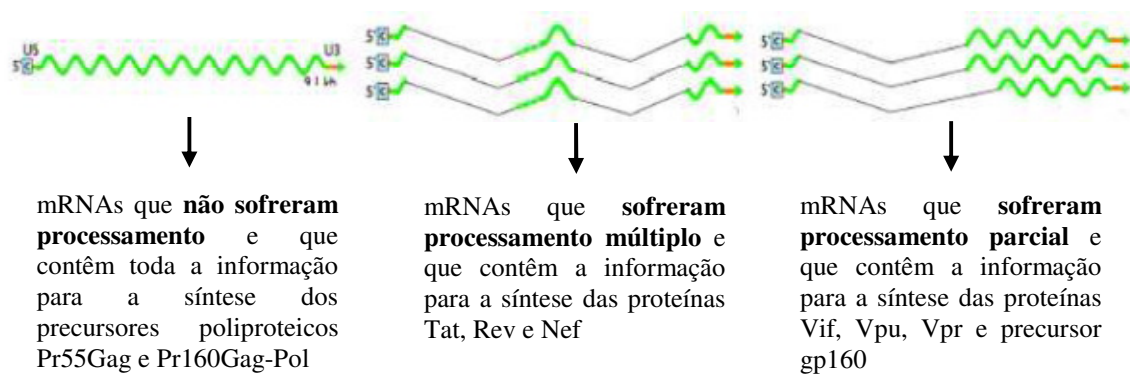 U5 U3
5' C
9 1 kb
5' C
5' C
5' C
5' C
5' C
5' C
mRNAs que não sofreram
processamento e que
contêm toda a informação
para a síntese dos
precursores poliproteicos
Pr55Gag e Pr160Gag-Pol
mRNAs que sofreram
processamento múltiplo e
que contêm a informação
para a síntese das proteínas
Tat, Rev e Nef
mRNAs que sofreram
processamento parcial e
que contêm a informação
para a síntese das proteínas
Vif, Vpu, Vpr e precursor
gp160